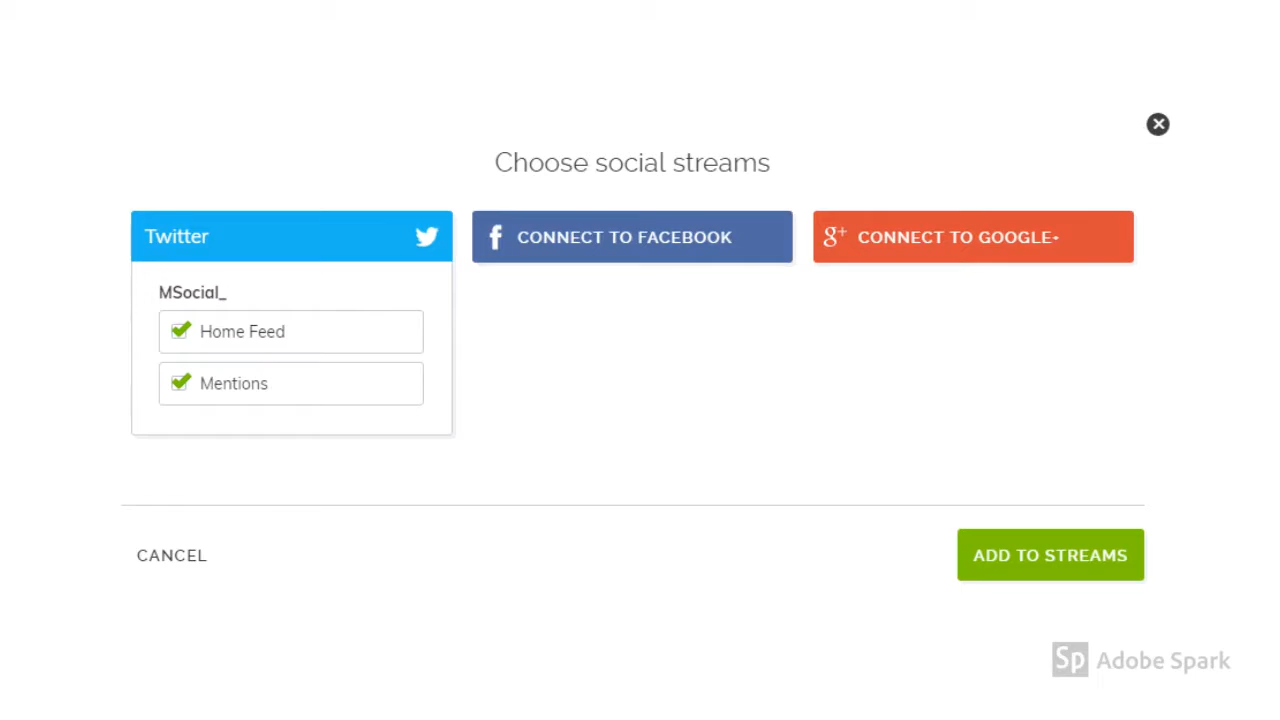 Choose social streams
Twitter
CONNECT TO FACEBOOK
g+ CONNECT TO GOOGLE+
MSocial_
Home Feed
Mentions
CANCEL
ADD TO STREAMS
Sp Adobe Spark